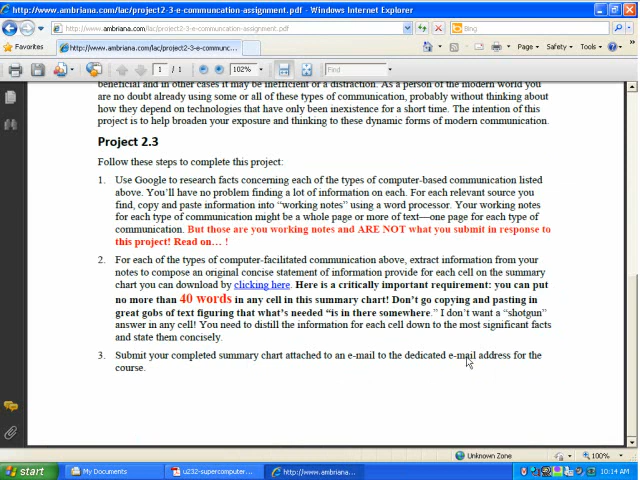 http://www.ambriana.com/lac/project2-3-e-communcation-assignment.pdf - Windows Internet Explorer
http://www.ambriana.com/lac/project2-3-e-communcation-assignment.pdf
Bing
Favorites
http://www.ambriana.com/lac/project2-3-e-communc...
Page
Safety
Tools
1 / 1
102%
Find
beneficial and in other cases it may be inefficient or a distraction. As a person of the modern world you
are no doubt already using some or all of these types of communication, probably without thinking about
how they depend on technologies that have only been inexistence for a short time. The intention of this
project is to help broaden your exposure and thinking to these dynamic forms of modern communication.
Project 2.3
Follow these steps to complete this project:
1. Use Google to research facts concerning each of the types of computer-based communication listed
above. You'll have no problem finding a lot of information on each. For each relevant source you
find, copy and paste information into “working notes” using a word processor. Your working notes
for each type of communication might be a whole page or more of text—one page for each type of
communication. But those are you working notes and ARE NOT what you submit in response to
this project! Read on… !
2. For each of the types of computer-facilitated communication above, extract information from your
notes to compose an original concise statement of information provide for each cell on the summary
chart you can download by clicking here. Here is a critically important requirement: you can put
no more than 40 words in any cell in this summary chart! Don't go copying and pasting in
great gobs of text figuring that what's needed “is in there somewhere.” I don't want a “shotgun”
answer in any cell! You need to distill the information for each cell down to the most significant facts
and state them concisely.
3. Submit your completed summary chart attached to an e-mail to the dedicated e-mail address for the
course.
Unknown Zone
100%
start
My Documents
u232-supercomputer...
http://www.ambriana...
10:14 AM